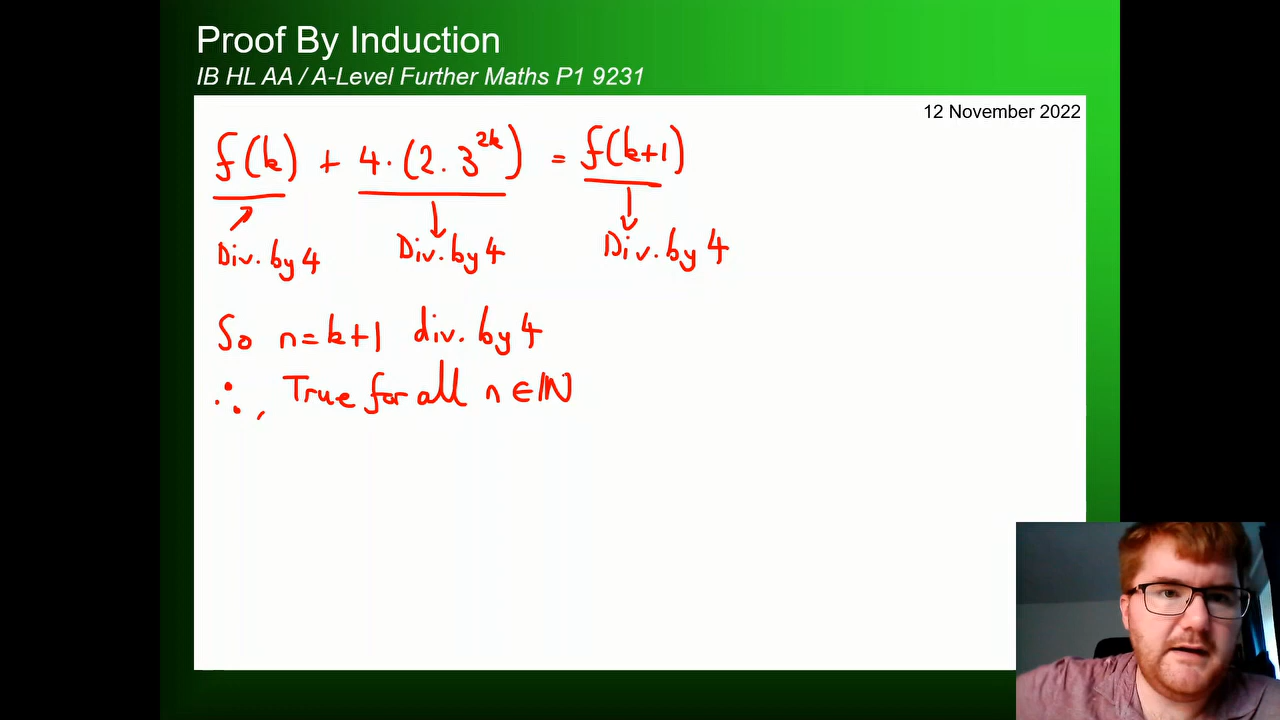 Proof By Induction
IB HL AA / A-Level Further Maths P1 9231
12 November 2022
f(k) + 4·(2·3^{2k}) = f(k+1)
Div. by 4 Div. by 4 Div. by 4
So n=k+1 div. by 4
∴, True for all n∈ℕ